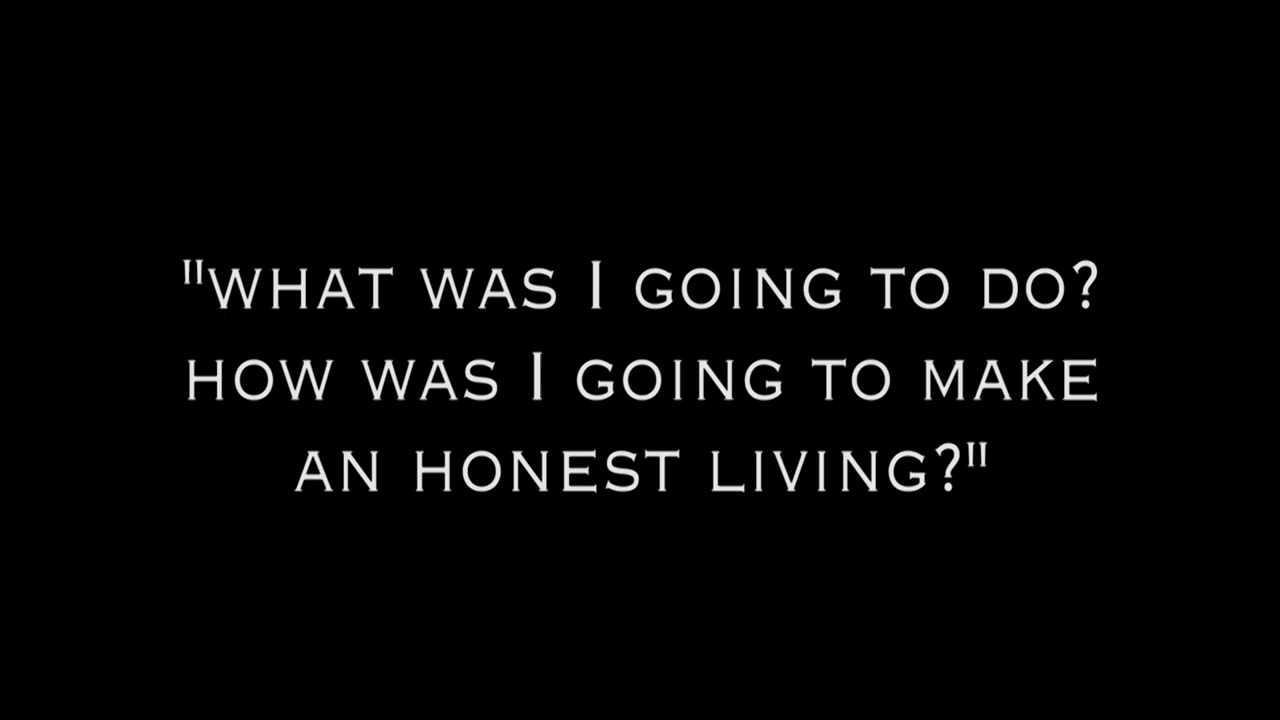 "WHAT WAS I GOING TO DO?
HOW WAS I GOING TO MAKE
AN HONEST LIVING?"